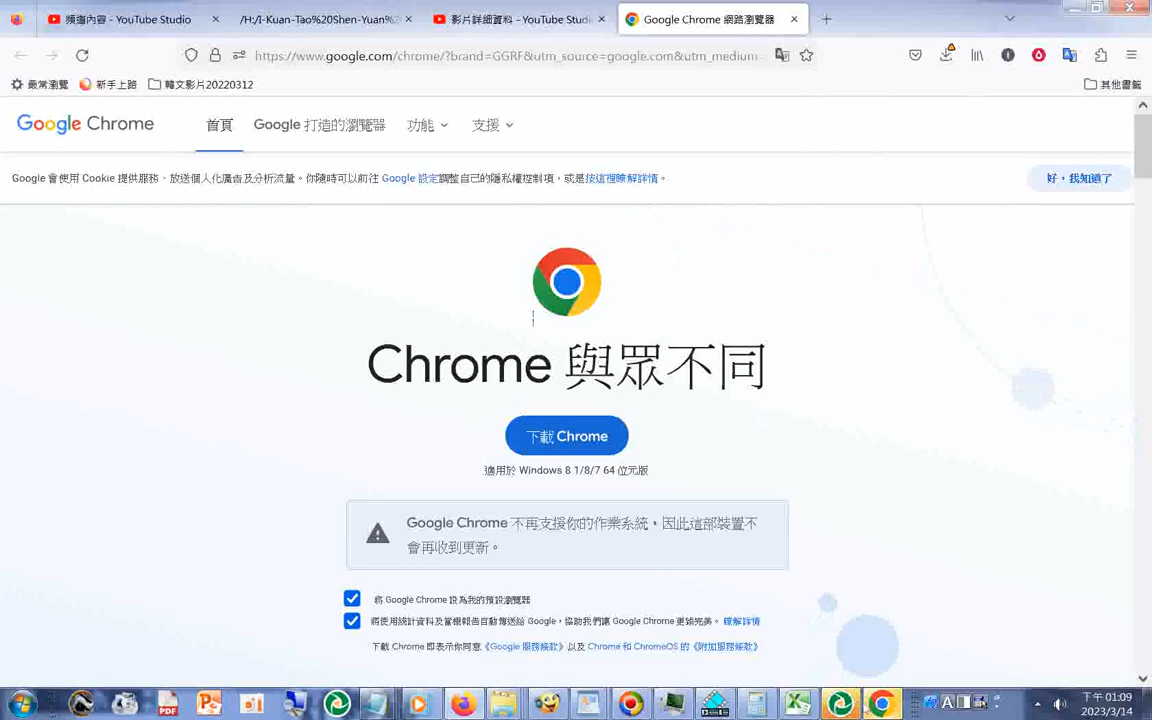 頻道內容 - YouTube Studio
/H:/I-Kuan-Tao%20Shen-Yuan%2
影片詳細資料 - YouTube Stud
Google Chrome 網路瀏覽器
https://www.google.com/chrome/?brand=GGRF&utm_source=google.com&utm_medium=
最常瀏覽
新手上路
韓文影片20220312
其他書籤
Google Chrome
首頁
Google 打造的瀏覽器
功能
支援
Google 會使用 Cookie 提供服務、放送個人化廣告及分析流量。你隨時可以前往 Google 設定調整自己的隱私權控制項，或是按這裡瞭解詳情。
好，我知道了
Chrome 與眾不同
下載 Chrome
適用於 Windows 8 1/8/7 64 位元版
Google Chrome 不再支援你的作業系統，因此這部裝置不
會再收到更新。
將 Google Chrome 設為我的預設瀏覽器
將使用統計資料及當機報告自動傳送給 Google，協助我們讓 Google Chrome 更臻完美。 瞭解詳情
下載 Chrome 即表示你同意《Google 服務條款》以及 Chrome 和 ChromeOS 的《附加服務條款》
PDF
A
下午 01:09
2023/3/14